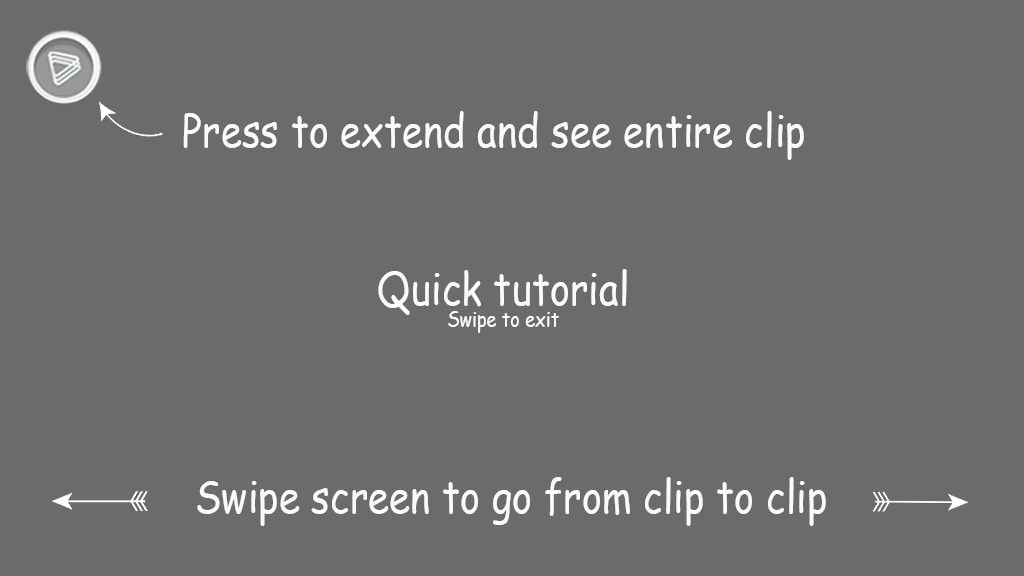 Press to extend and see entire clip
Quick tutorial
Swipe to exit
Swipe screen to go from clip to clip